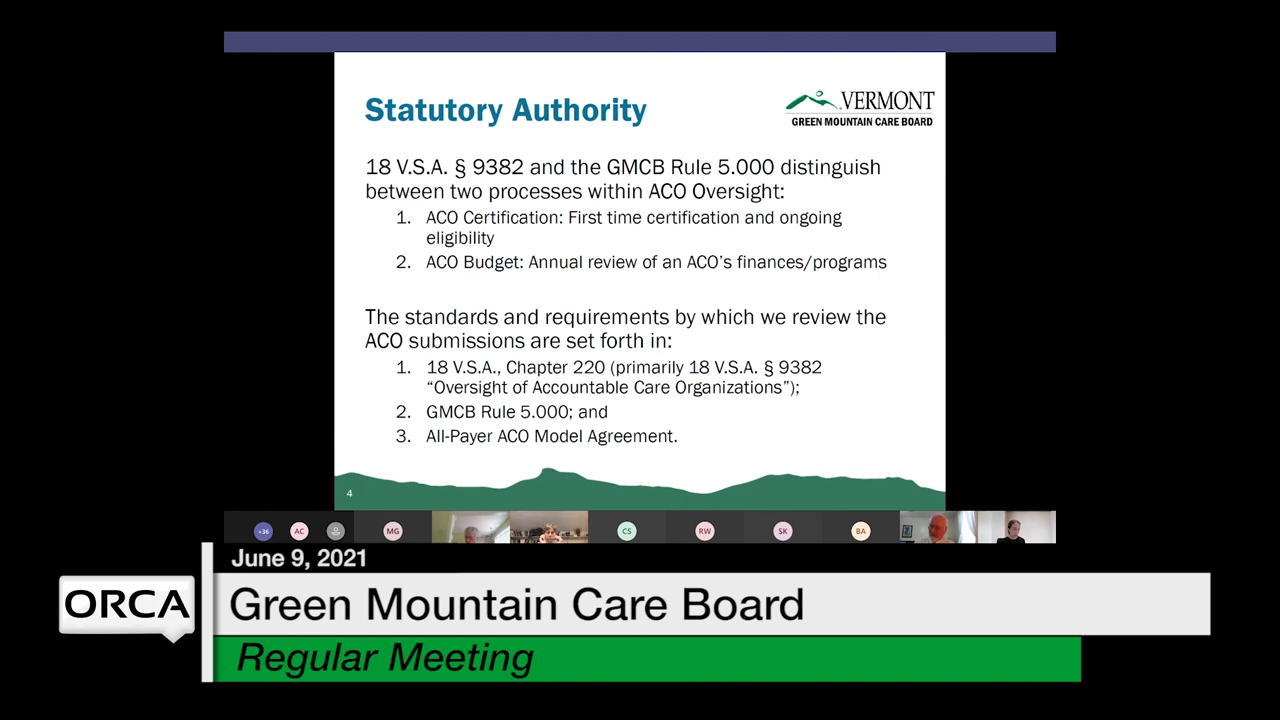 Statutory Authority
VERMONT
GREEN MOUNTAIN CARE BOARD
18 V.S.A. § 9382 and the GMCB Rule 5.000 distinguish
between two processes within ACO Oversight:
1. ACO Certification: First time certification and ongoing
eligibility
2. ACO Budget: Annual review of an ACO's finances/programs
The standards and requirements by which we review the
ACO submissions are set forth in:
1. 18 V.S.A., Chapter 220 (primarily 18 V.S.A. § 9382
“Oversight of Accountable Care Organizations”);
2. GMCB Rule 5.000; and
3. All-Payer ACO Model Agreement.
4
+36 AC MG CS RW SK BA
June 9, 2021
ORCA
Green Mountain Care Board
Regular Meeting